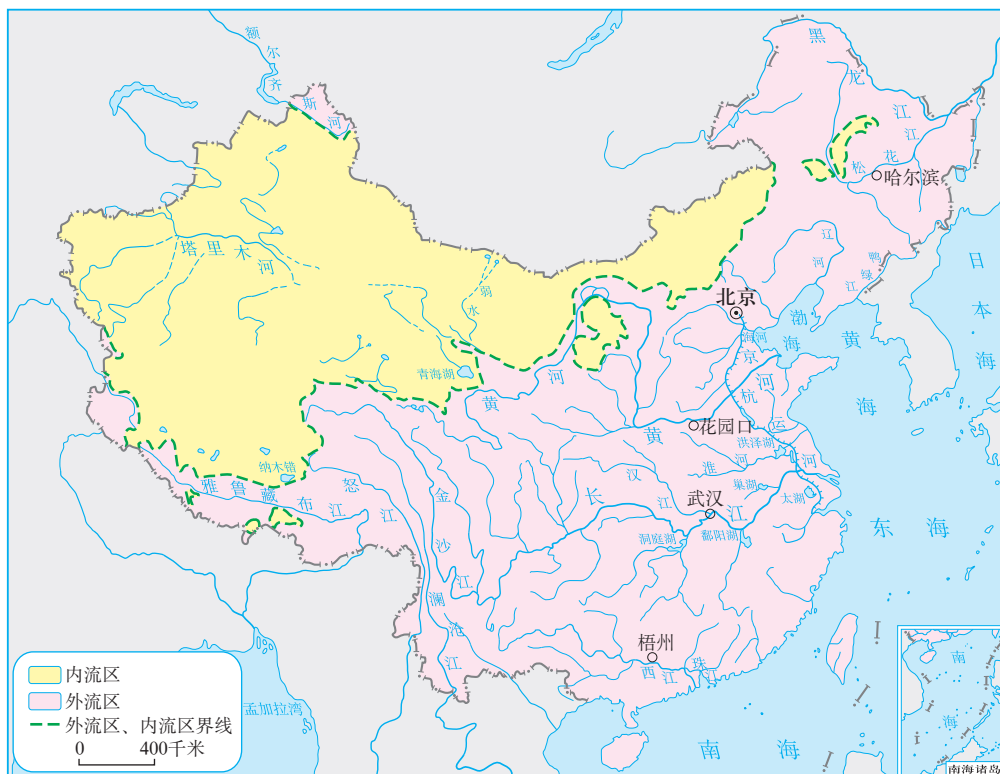 额尔齐斯河
黑龙江
松花江
哈尔滨
塔里木河
弱水
辽河
鸭绿江
日本海
北京
渤海
黄海
海河
京杭运河
青海湖
黄河
花园口
黄
淮河
洪泽湖
纳木错
雅鲁藏布江
怒江
金沙江
长江
汉江
武汉
巢湖
太湖
洞庭湖
鄱阳湖
东海
澜沧江
梧州
西江
珠江
孟加拉湾
南海
南海
南海诸岛
内流区
外流区
外流区、内流区界线
0 400千米